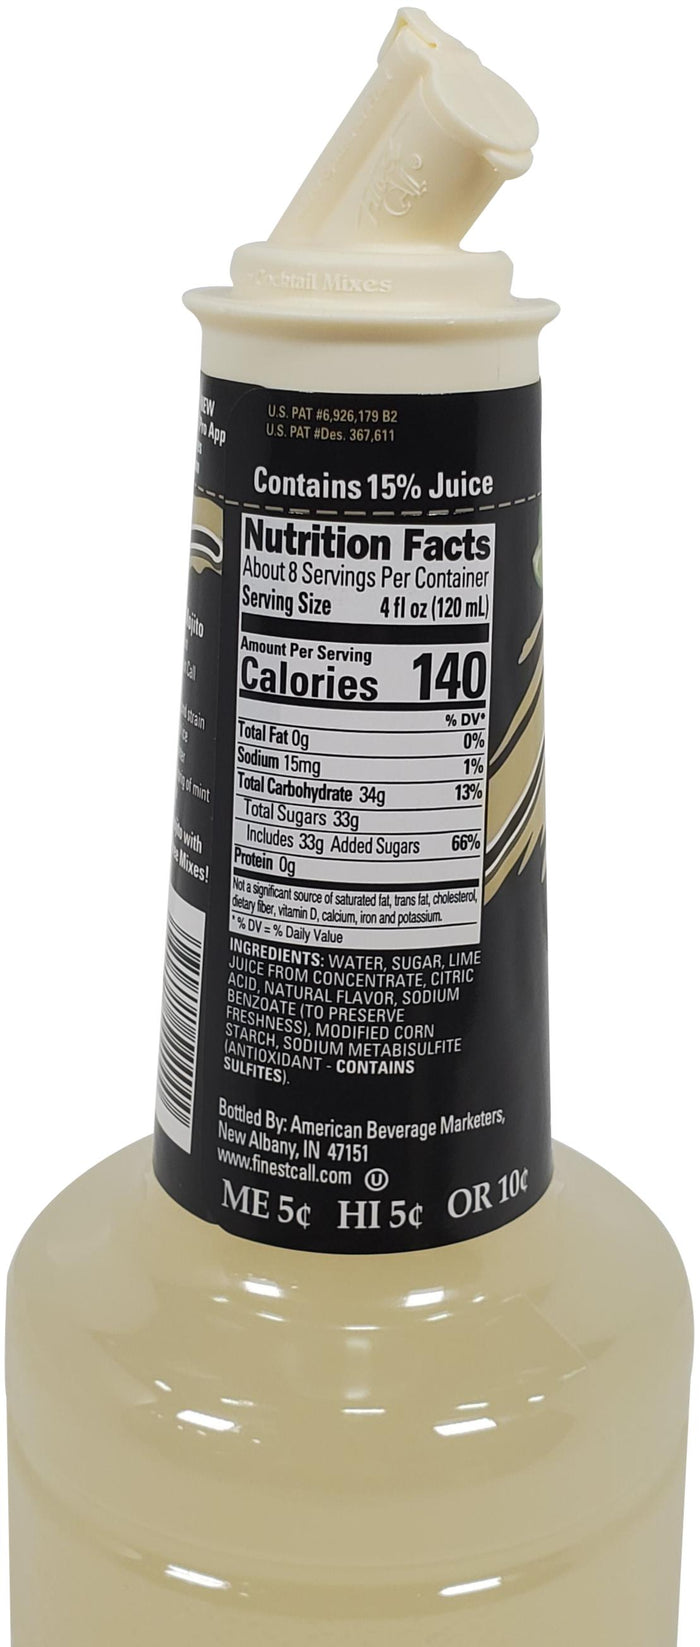 Cocktail Mixes
U.S. PAT #6,926,179 B2
U.S. PAT #Des. 367,611
Contains 15% Juice
Nutrition Facts
About 8 Servings Per Container
Serving Size 4 fl oz (120 mL)
Amount Per Serving
Calories 140
% DV*
Total Fat 0g 0%
Sodium 15mg 1%
Total Carbohydrate 34g 13%
Total Sugars 33g
Includes 33g Added Sugars 66%
Protein 0g
Not a significant source of saturated fat, trans fat, cholesterol,
dietary fiber, vitamin D, calcium, iron and potassium.
* % DV = % Daily Value
INGREDIENTS: WATER, SUGAR, LIME
JUICE FROM CONCENTRATE, CITRIC
ACID, NATURAL FLAVOR, SODIUM
BENZOATE (TO PRESERVE
FRESHNESS), MODIFIED CORN
STARCH, SODIUM METABISULFITE
(ANTIOXIDANT - CONTAINS
SULFITES).
Bottled By: American Beverage Marketers,
New Albany, IN 47151
www.finestcall.com U
ME 5¢ HI 5¢ OR 10¢
App
strain
of mint
with
Mixes!